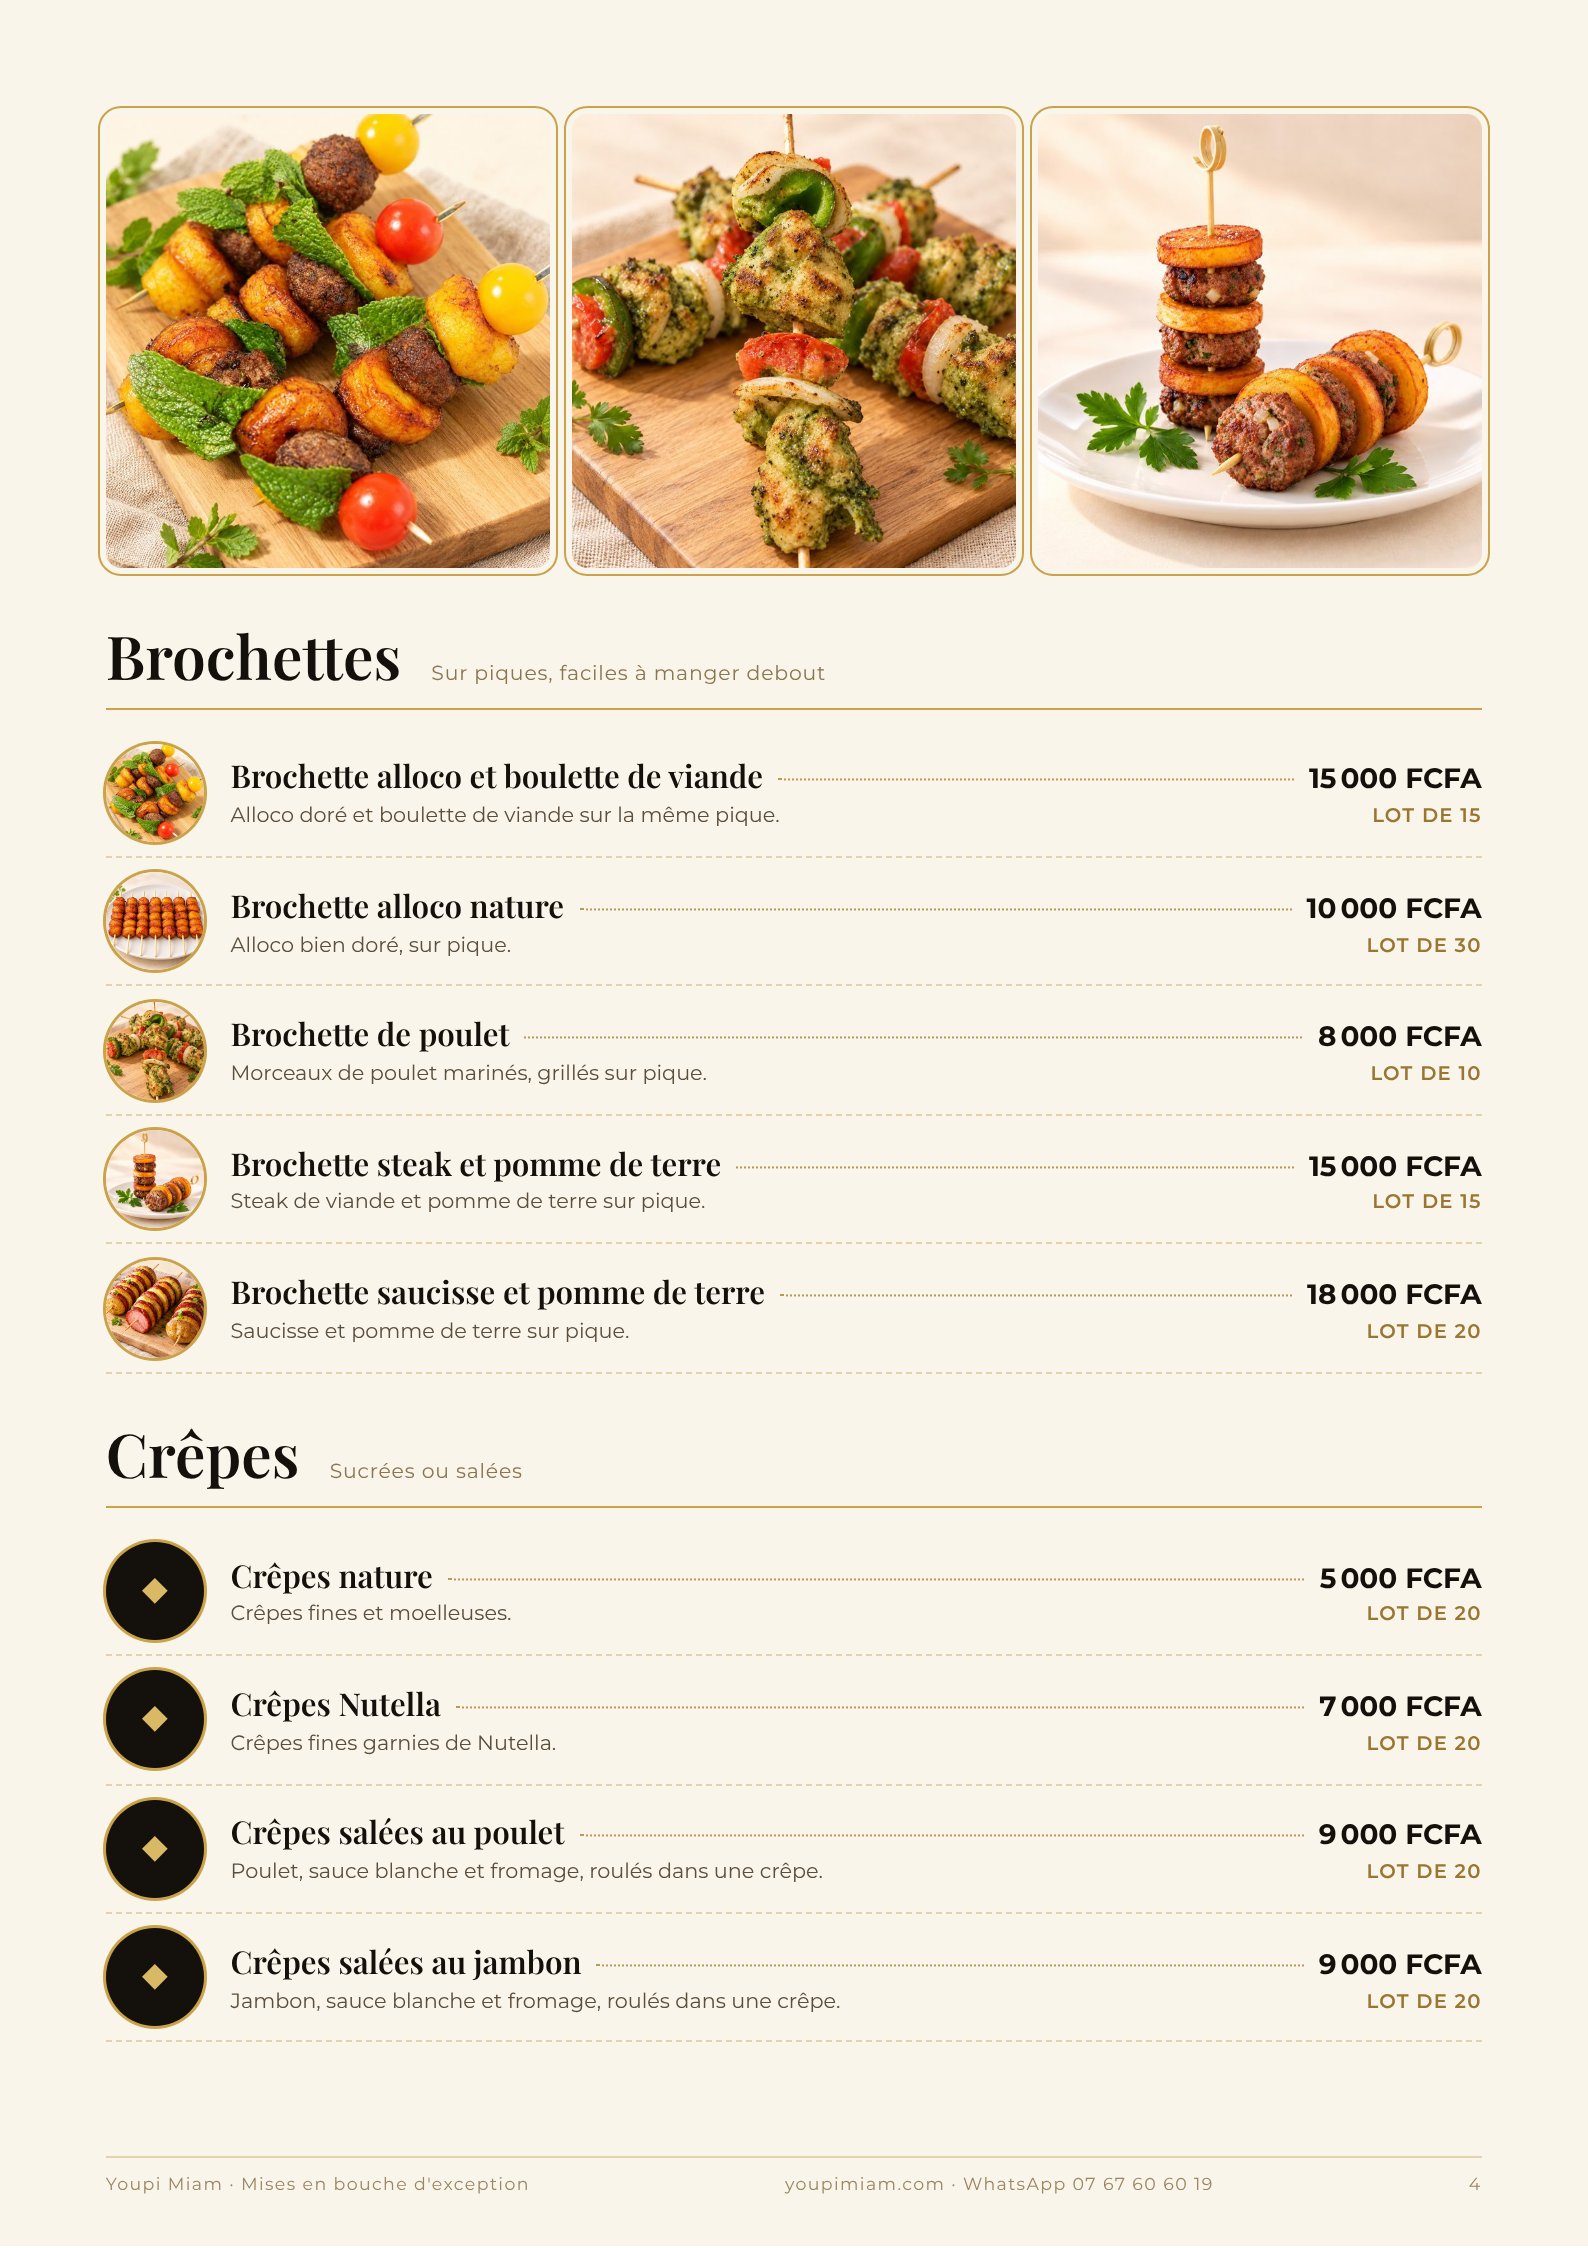 Brochettes Sur piques, faciles à manger debout
Brochette alloco et boulette de viande 15 000 FCFA
Alloco doré et boulette de viande sur la même pique. LOT DE 15
Brochette alloco nature 10 000 FCFA
Alloco bien doré, sur pique. LOT DE 30
Brochette de poulet 8 000 FCFA
Morceaux de poulet marinés, grillés sur pique. LOT DE 10
Brochette steak et pomme de terre 15 000 FCFA
Steak de viande et pomme de terre sur pique. LOT DE 15
Brochette saucisse et pomme de terre 18 000 FCFA
Saucisse et pomme de terre sur pique. LOT DE 20
Crêpes Sucrées ou salées
Crêpes nature 5 000 FCFA
Crêpes fines et moelleuses. LOT DE 20
Crêpes Nutella 7 000 FCFA
Crêpes fines garnies de Nutella. LOT DE 20
Crêpes salées au poulet 9 000 FCFA
Poulet, sauce blanche et fromage, roulés dans une crêpe. LOT DE 20
Crêpes salées au jambon 9 000 FCFA
Jambon, sauce blanche et fromage, roulés dans une crêpe. LOT DE 20
Youpi Miam · Mises en bouche d'exception youpimiam.com · WhatsApp 07 67 60 60 19 4